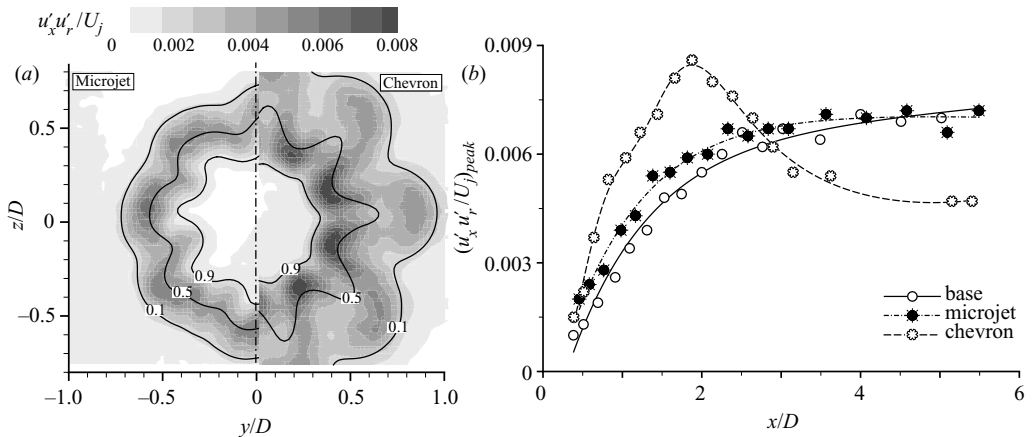 u′ₓu′ᵣ/Uⱼ
0 0.002 0.004 0.006 0.008
(a)
Microjet
Chevron
0.5
0
–0.5
z/D
0.9
0.5
0.1
0.9
0.5
0.1
–1.0 –0.5 0 0.5 1.0
y/D
(b)
0.009
0.006
0.003
0
(u′ₓu′ᵣ/Uⱼ)peak
base
microjet
chevron
0 2 4 6
x/D